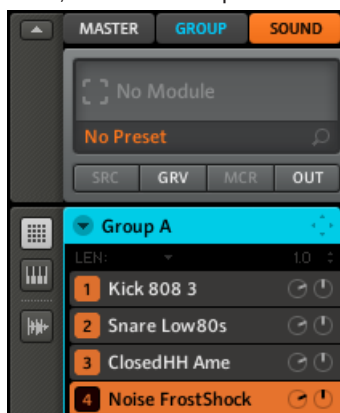 MASTER GROUP SOUND
No Module
No Preset
SRC GRV MCR OUT
Group A
LEN: 1.0
1 Kick 808 3
2 Snare Low80s
3 ClosedHH Ame
4 Noise FrostShock